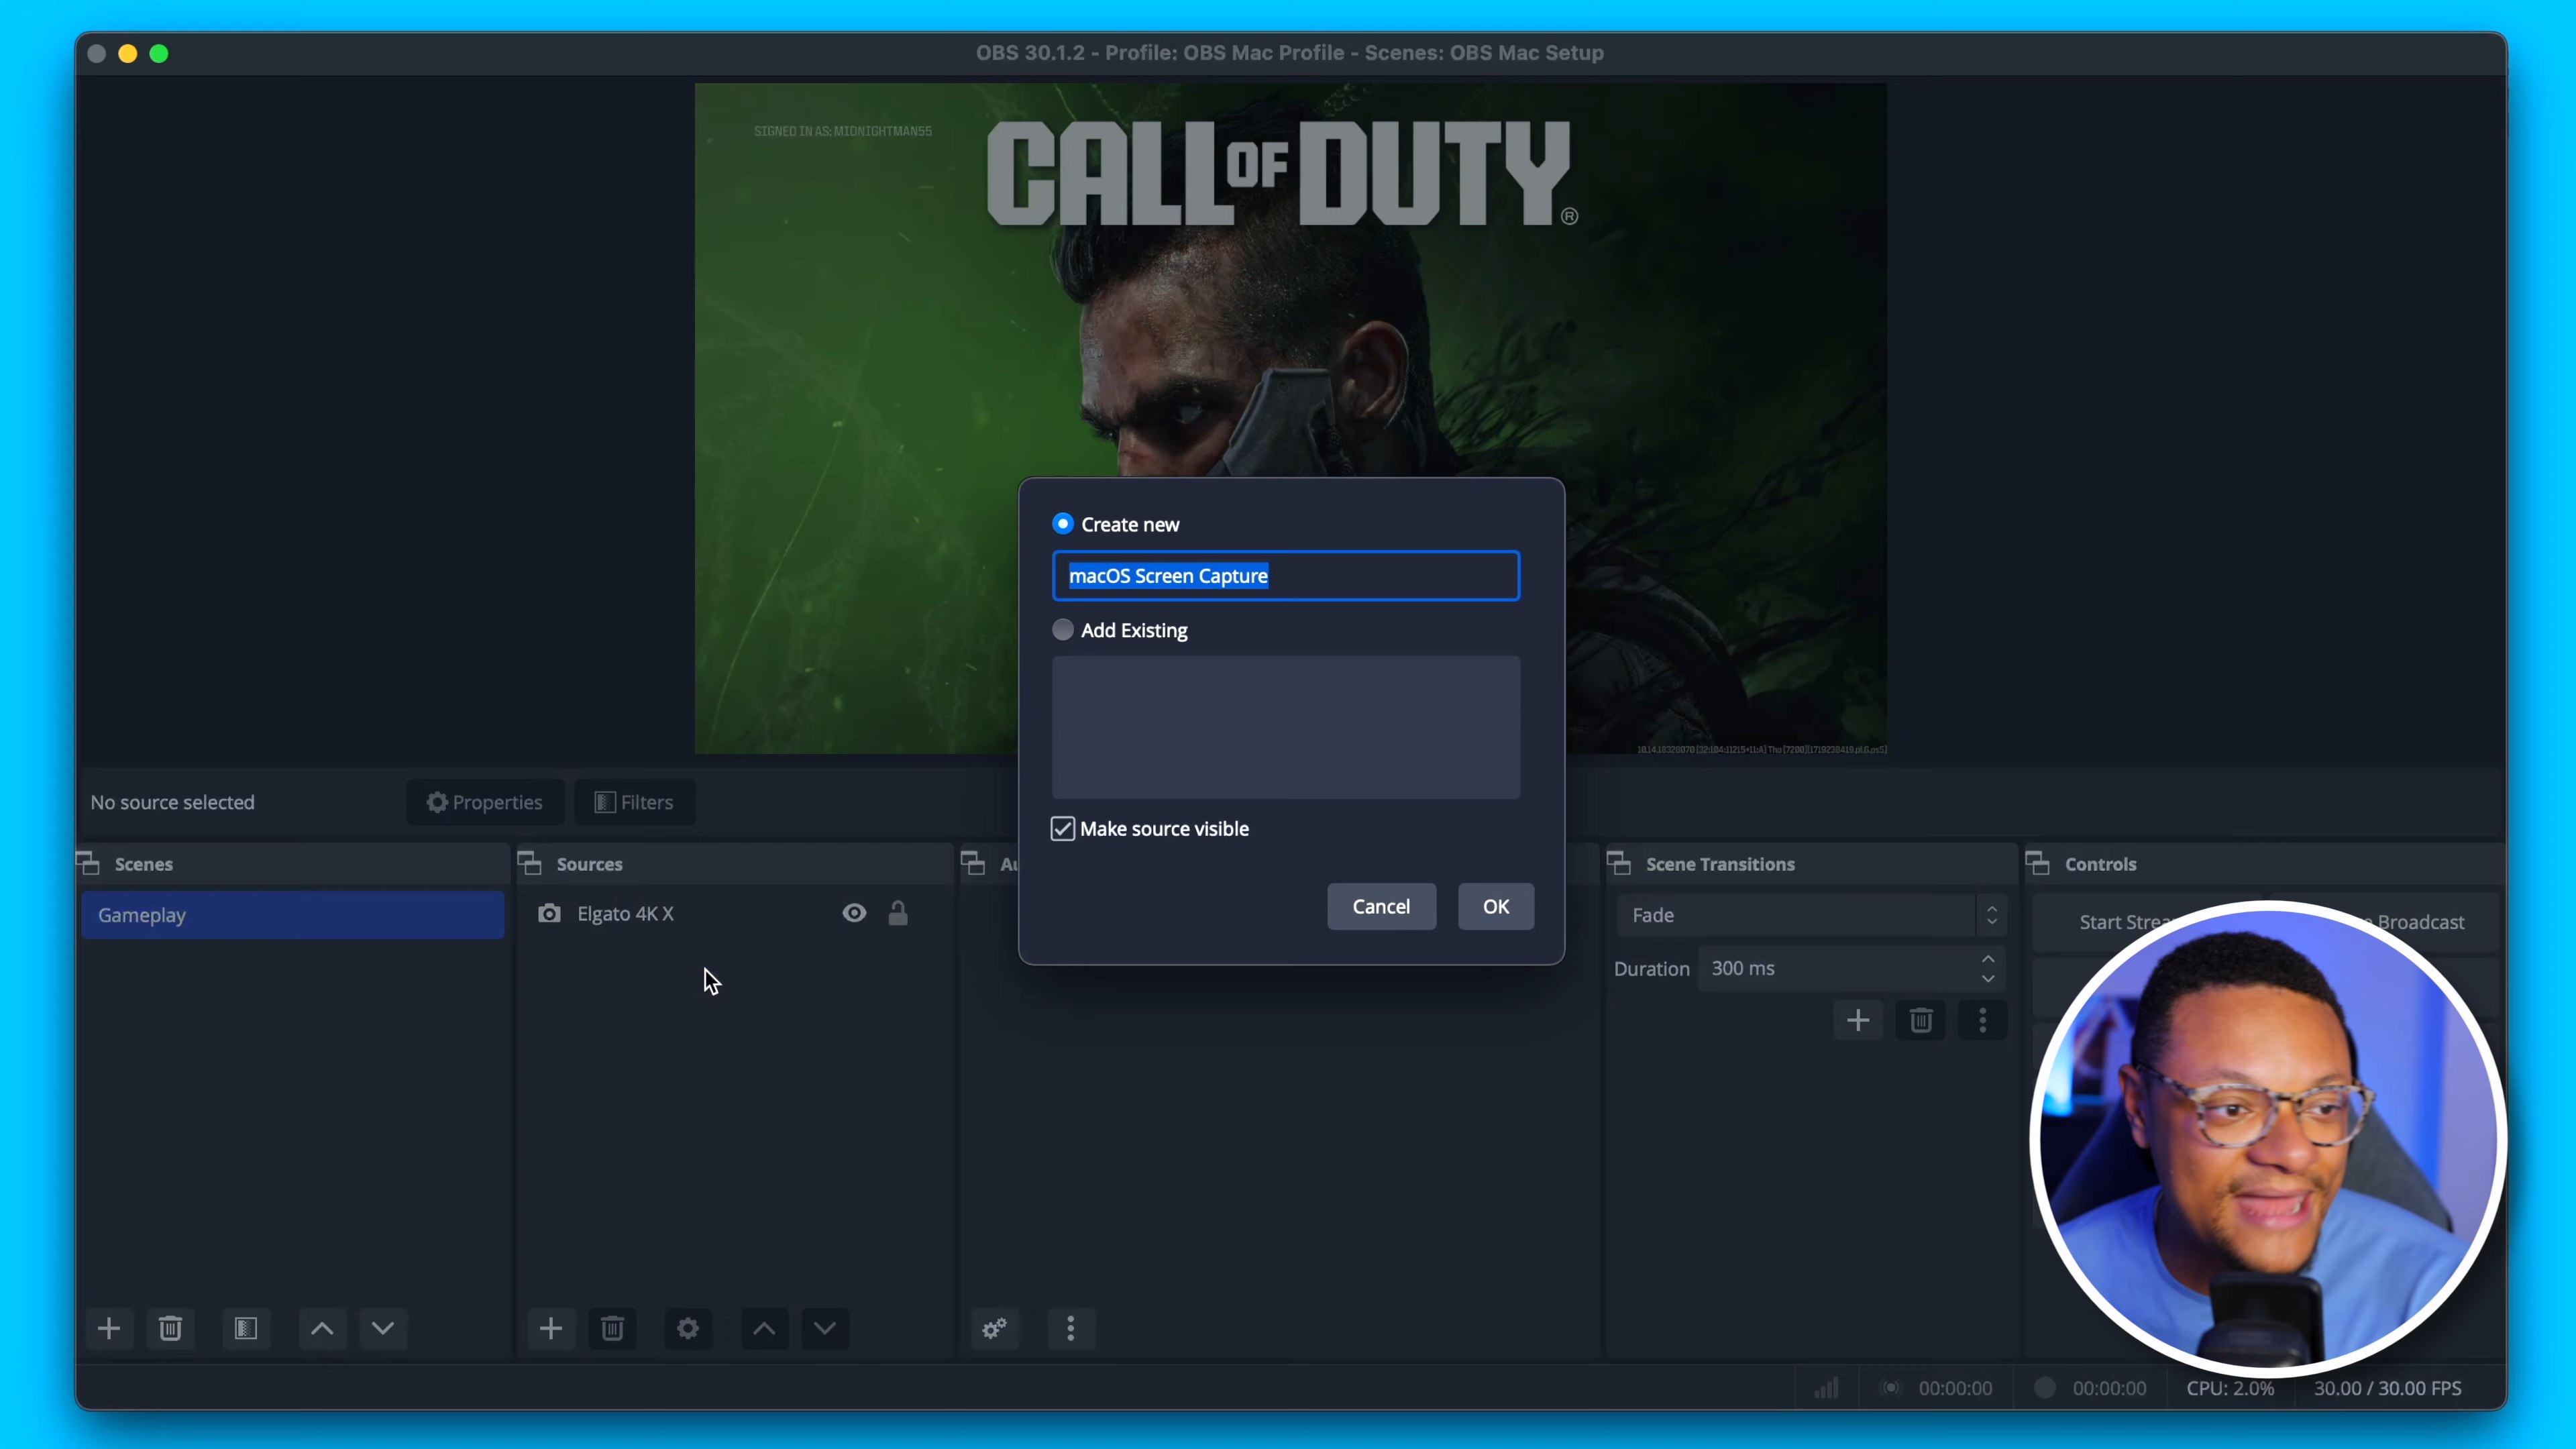 OBS 30.1.2 - Profile: OBS Mac Profile - Scenes: OBS Mac Setup
SIGNED IN AS: MIDNIGHTMAN55
CALL OF DUTY®
Create new
macOS Screen Capture
Add Existing
Make source visible
Cancel OK
No source selected Properties Filters
Scenes Sources Au Scene Transitions Controls
Gameplay Elgato 4K X Fade Start Strea Broadcast
Duration 300 ms
00:00:00 00:00:00 CPU: 2.0% 30.00 / 30.00 FPS